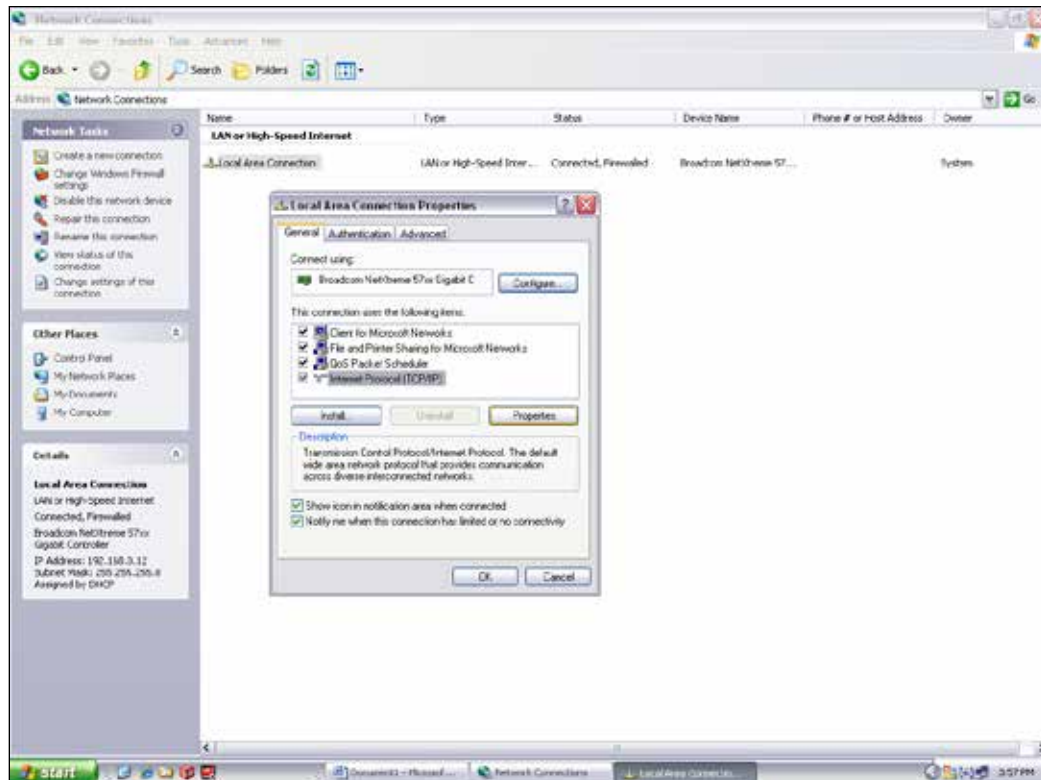 Network Connections
File Edit View Favorites Tools Advanced Help
Back Search Folders
Address Network Connections Go
Name Type Status Device Name Phone # or Host Address Owner
LAN or High-Speed Internet
Local Area Connection LAN or High-Speed Inter... Connected, Firewalled Broadcom NetXtreme 57... System
Network Tasks
Create a new connection
Change Windows Firewall
settings
Disable this network device
Repair this connection
Rename this connection
View status of this
connection
Change settings of this
connection
Other Places
Control Panel
My Network Places
My Documents
My Computer
Details
Local Area Connection
LAN or High-Speed Internet
Connected, Firewalled
Broadcom NetXtreme 57xx
Gigabit Controller
IP Address:
Subnet Mask:
Assigned by DHCP
Local Area Connection Properties
General Authentication Advanced
Connect using:
Broadcom NetXtreme 57xx Gigabit C
Configure...
This connection uses the following items:
Client for Microsoft Networks
File and Printer Sharing for Microsoft Networks
QoS Packet Scheduler
Internet Protocol (TCP/IP)
Install... Uninstall Properties
Description
Transmission Control Protocol/Internet Protocol. The default
wide area network protocol that provides communication
across diverse interconnected networks.
Show icon in notification area when connected
Notify me when this connection has limited or no connectivity
OK Cancel
start Document1 - Microsof... Network Connections Local Area Connectio... 3:57 PM